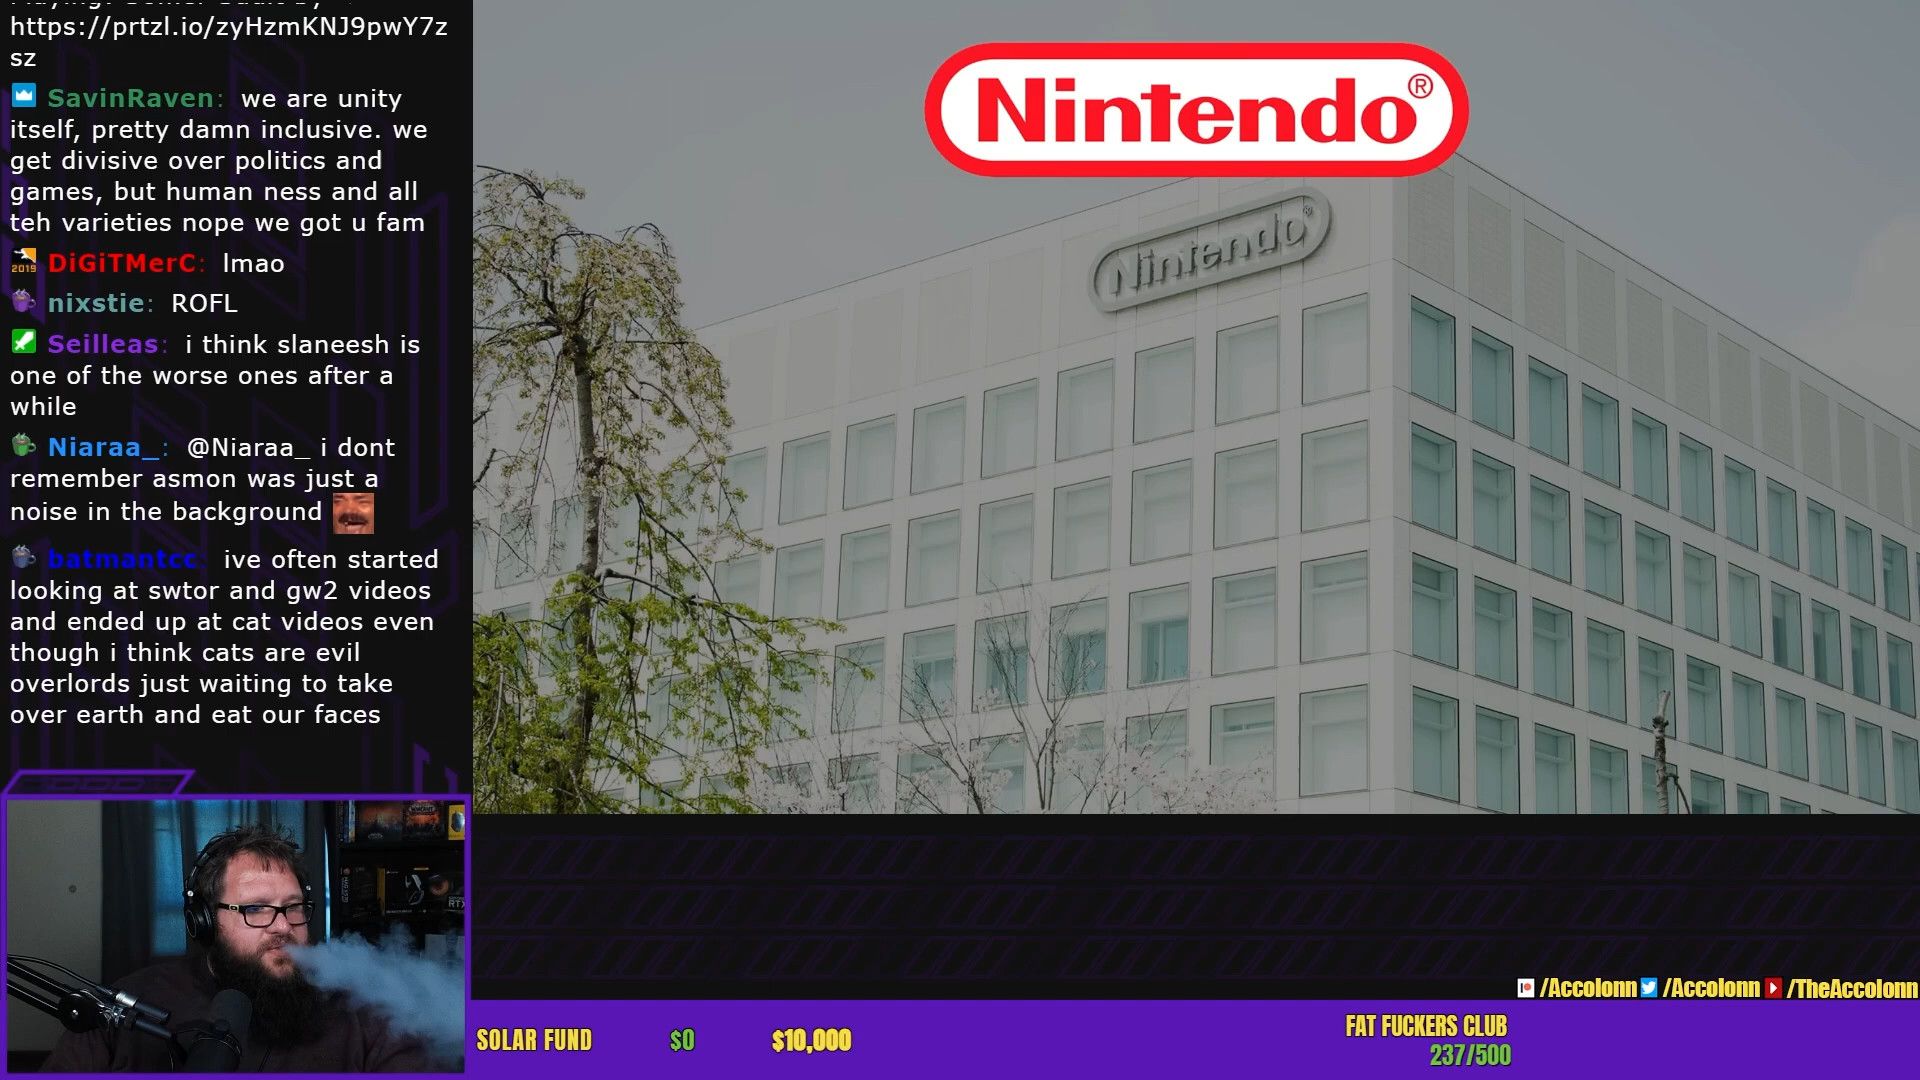 https://prtzl.io/zyHzmKNJ9pwY7z
sz
SavinRaven: we are unity
itself, pretty damn inclusive. we
get divisive over politics and
games, but human ness and all
teh varieties nope we got u fam
2019 DiGiTMerC: lmao
nixstie: ROFL
Seilleas: i think slaneesh is
one of the worse ones after a
while
Niaraa_: @Niaraa_ i dont
remember asmon was just a
noise in the background
batmantcc: ive often started
looking at swtor and gw2 videos
and ended up at cat videos even
though i think cats are evil
overlords just waiting to take
over earth and eat our faces
Nintendo®
Nintendo®
RTX
/Accolonn /Accolonn /TheAccolonn
SOLAR FUND $0 $10,000
FAT FUCKERS CLUB
237/500